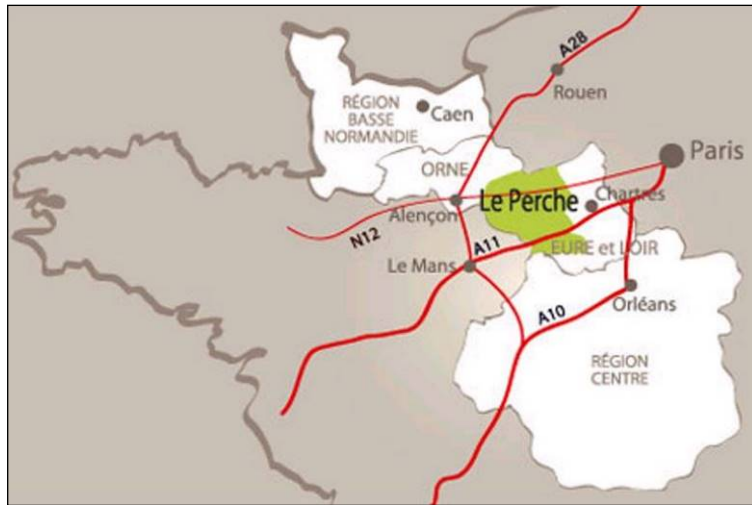 A28
Rouen
RÉGION
BASSE
NORMANDIE
Caen
Paris
ORNE
Le Perche
Chartres
Alençon
N12
A11
EURE et LOIR
Le Mans
Orléans
A10
RÉGION
CENTRE